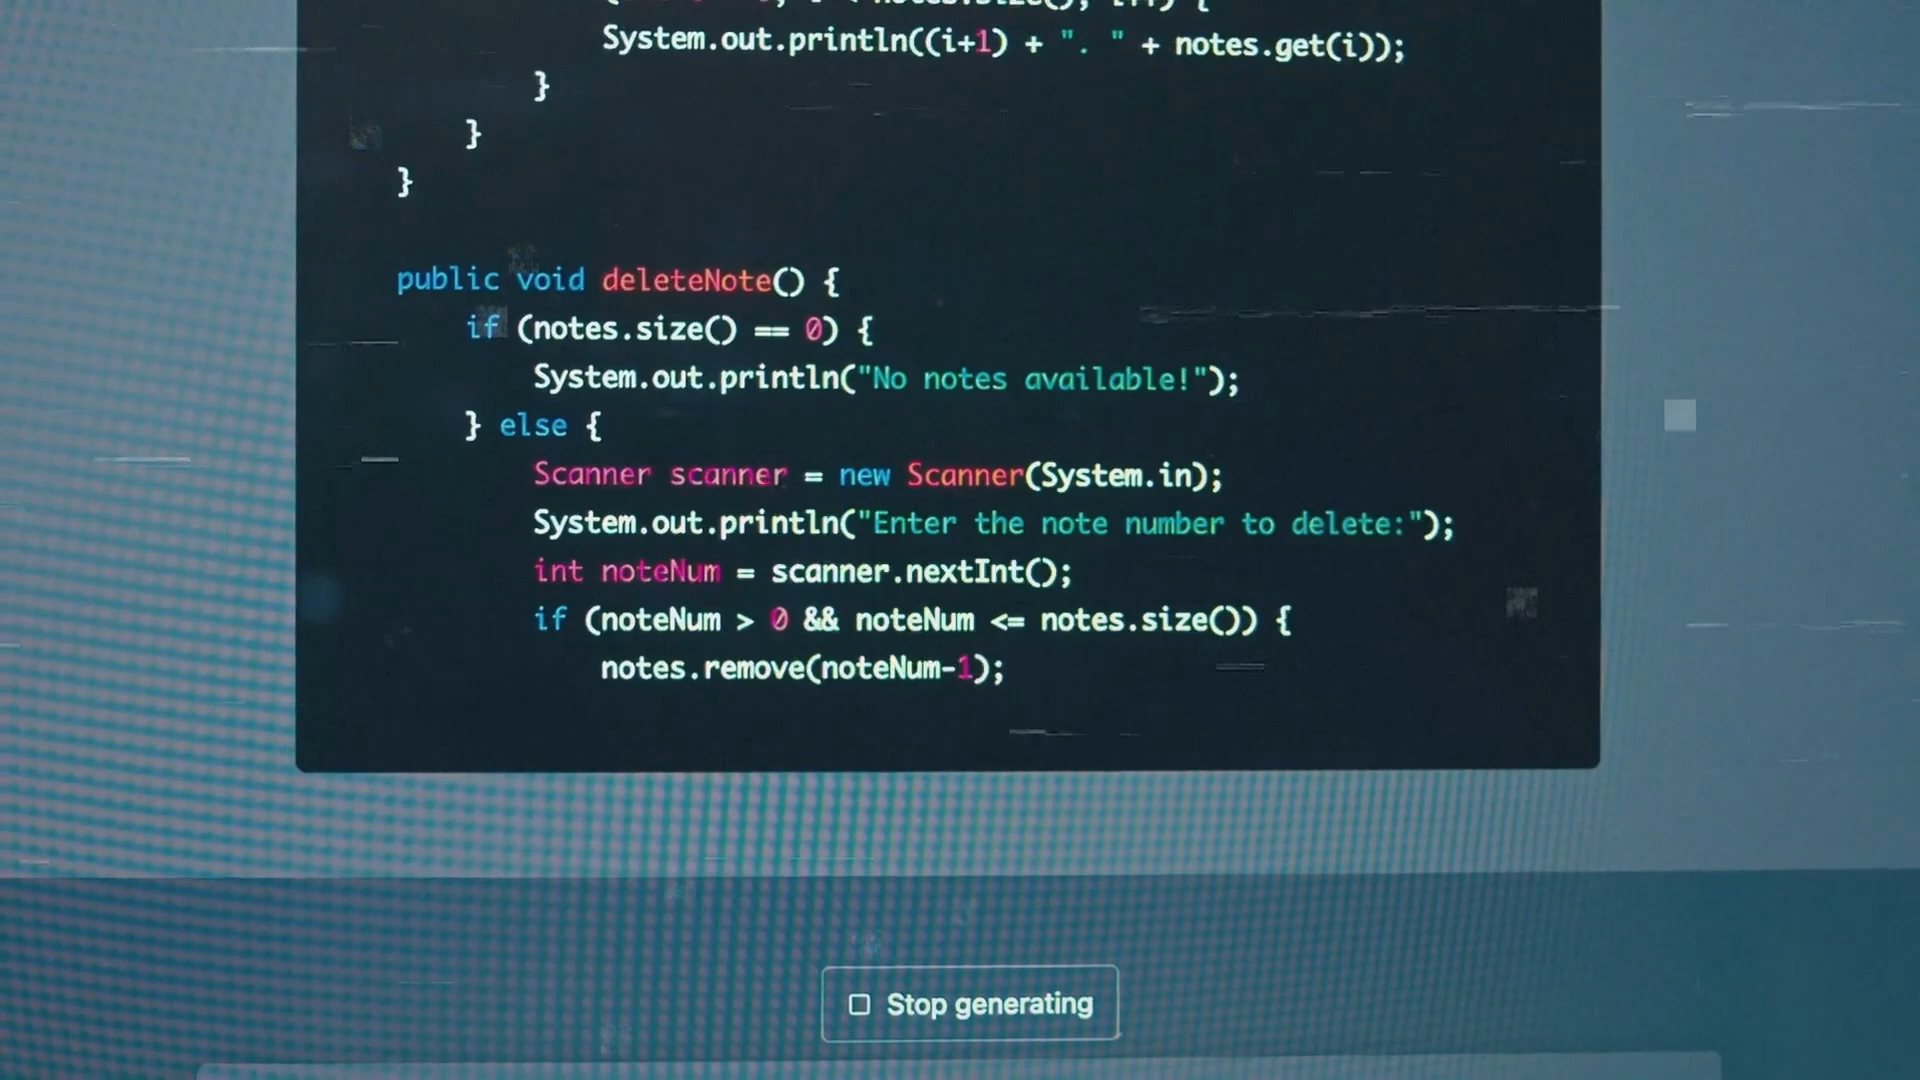 notes.size(); i++) {
System.out.println((i+1) + ". " + notes.get(i));
}
}
}
public void deleteNote() {
if (notes.size() == 0) {
System.out.println("No notes available!");
} else {
Scanner scanner = new Scanner(System.in);
System.out.println("Enter the note number to delete:");
int noteNum = scanner.nextInt();
if (noteNum > 0 && noteNum <= notes.size()) {
notes.remove(noteNum-1);
Stop generating